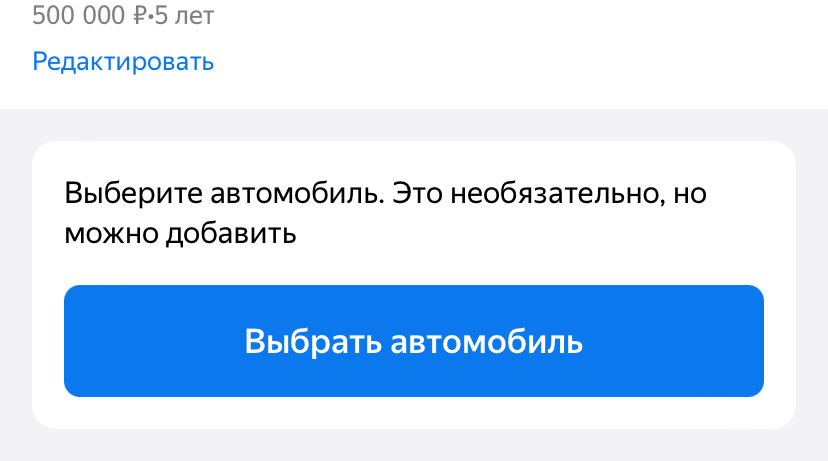 500 000 ₽•5 лет
Редактировать
Выберите автомобиль. Это необязательно, но
можно добавить
Выбрать автомобиль